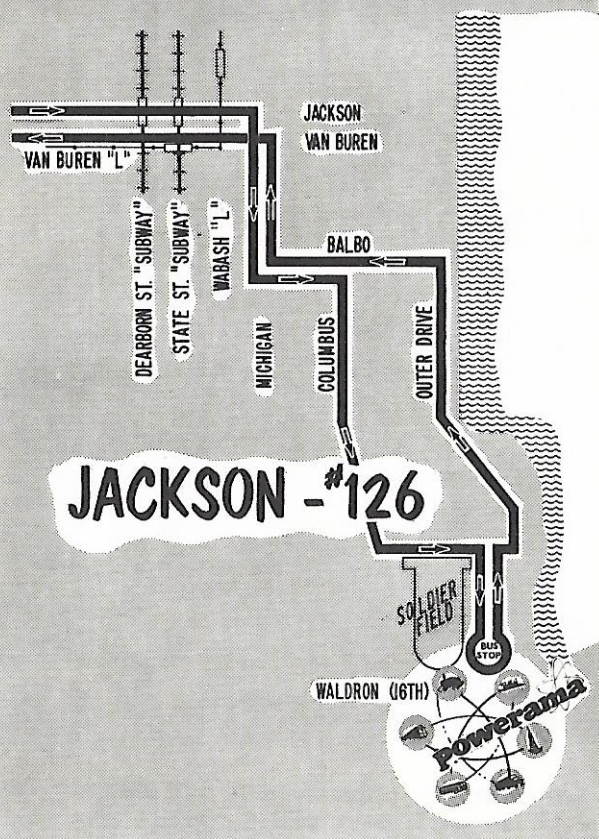 JACKSON
VAN BUREN
VAN BUREN "L"
DEARBORN ST. "SUBWAY"
STATE ST. "SUBWAY"
WABASH "L"
BALBO
MICHIGAN
COLUMBUS
OUTER DRIVE
JACKSON - #126
SOLDIER
FIELD
BUS
STOP
WALDRON (16TH)
powerama